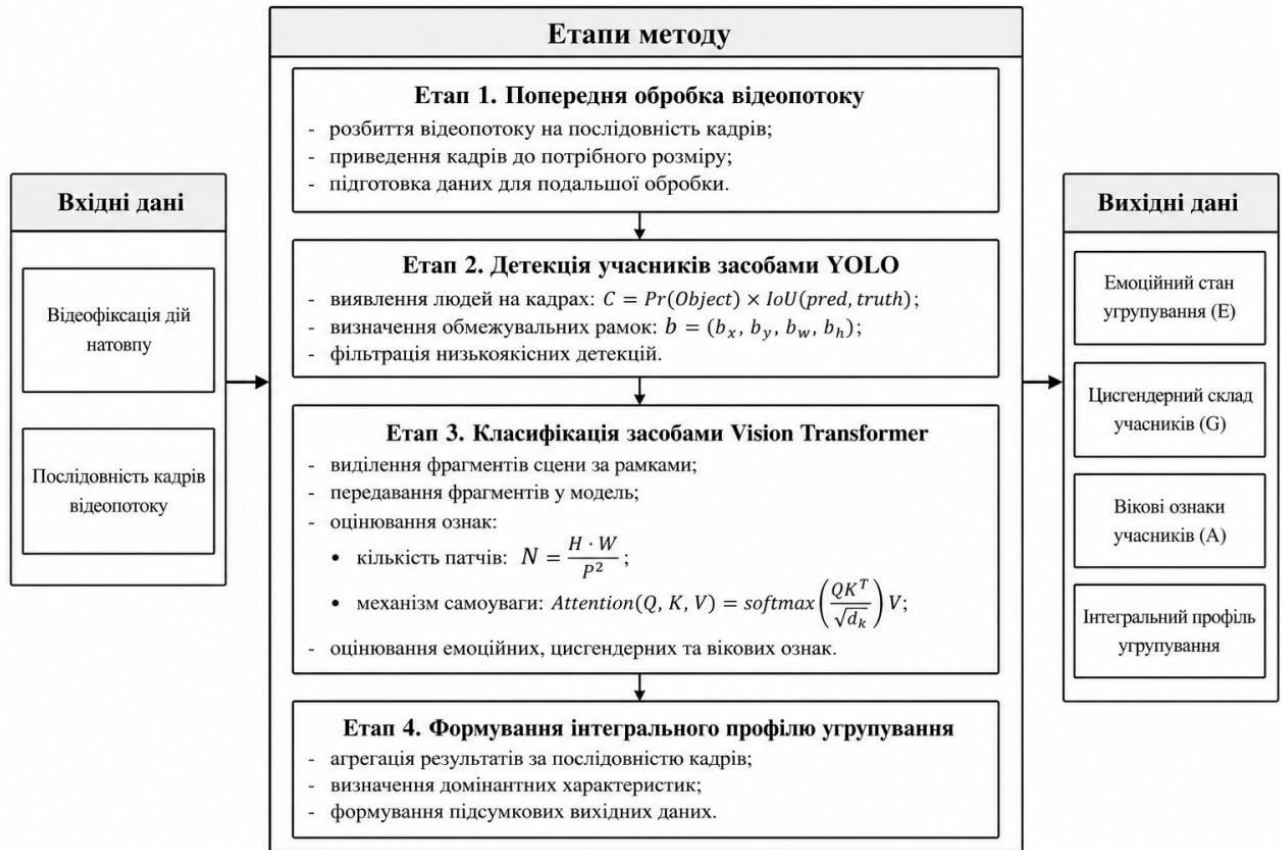 Етапи методу
Етап 1. Попередня обробка відеопотоку
- розбиття відеопотоку на послідовність кадрів;
- приведення кадрів до потрібного розміру;
- підготовка даних для подальшої обробки.
Вхідні дані
Відеофіксація дій
натовпу
Послідовність кадрів
відеопотоку
Етап 2. Детекція учасників засобами YOLO
- виявлення людей на кадрах: C = Pr(Object) × IoU(pred, truth);
- визначення обмежувальних рамок: b = (b_x, b_y, b_w, b_h);
- фільтрація низькоякісних детекцій.
Етап 3. Класифікація засобами Vision Transformer
- виділення фрагментів сцени за рамками;
- передавання фрагментів у модель;
- оцінювання ознак:
• кількість патчів: N = \frac{H · W}{P^2};
• механізм самоуваги: Attention(Q, K, V) = softmax(\frac{QK^T}{\sqrt{d_k}})V;
- оцінювання емоційних, цисгендерних та вікових ознак.
Етап 4. Формування інтегрального профілю угрупування
- агрегація результатів за послідовністю кадрів;
- визначення домінантних характеристик;
- формування підсумкових вихідних даних.
Вихідні дані
Емоційний стан
угрупування (E)
Цисгендерний склад
учасників (G)
Вікові ознаки
учасників (A)
Інтегральний профіль
угрупування